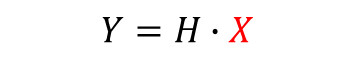 Y = H · X